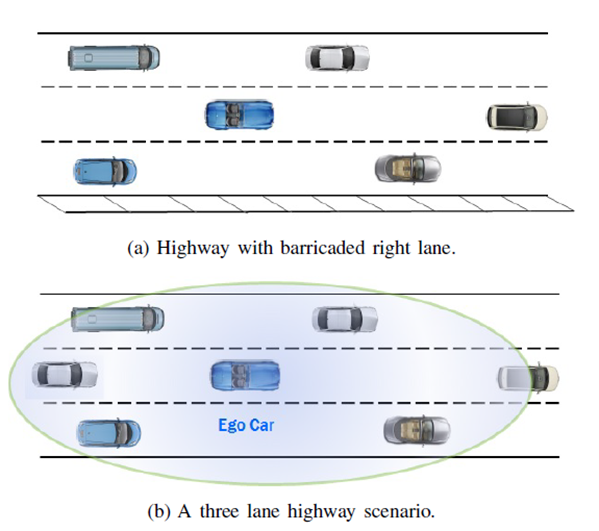 (a) Highway with barricaded right lane.
Ego Car
(b) A three lane highway scenario.